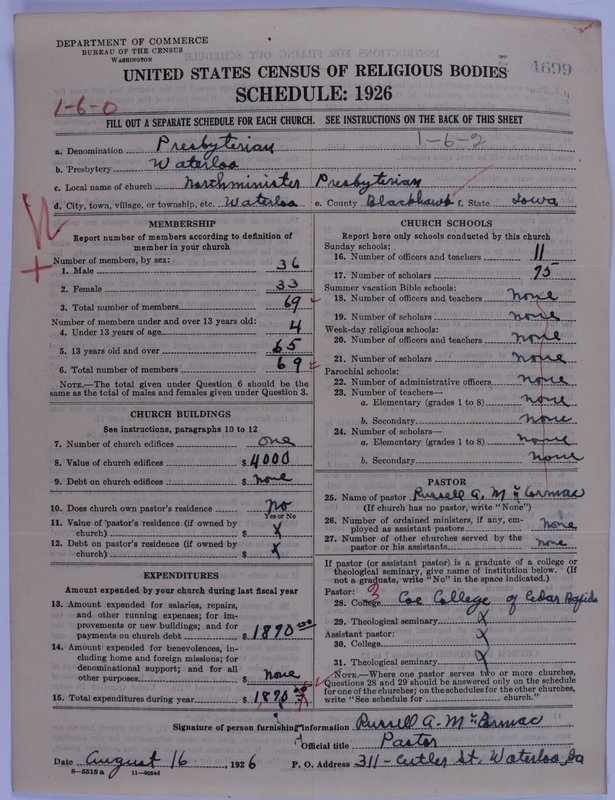 DEPARTMENT OF COMMERCE
BUREAU OF THE CENSUS
WASHINGTON
4699
UNITED STATES CENSUS OF RELIGIOUS BODIES
SCHEDULE: 1926
1-6-0
FILL OUT A SEPARATE SCHEDULE FOR EACH CHURCH. SEE INSTRUCTIONS ON THE BACK OF THIS SHEET
1-6-2
a. Denomination Presbyterian
b. Presbytery Waterloo
c. Local name of church Northminister Presbyterian
d. City, town, village, or township, etc. Waterloo e. County Blackhawk f. State Iowa
MEMBERSHIP
Report number of members according to definition of
member in your church
Number of members, by sex:
1. Male 36
2. Female 33
3. Total number of members 69
Number of members under and over 13 years old:
4. Under 13 years of age 4
5. 13 years old and over 65
6. Total number of members 69
NOTE.—The total given under Question 6 should be the
same as the total of males and females given under Question 3.
CHURCH BUILDINGS
See instructions, paragraphs 10 to 12
7. Number of church edifices one
8. Value of church edifices $ 4000
9. Debt on church edifices $ None
10. Does church own pastor's residence no
Yes or No
11. Value of pastor's residence (if owned by
church) $ X
12. Debt on pastor's residence (if owned by
church) $ X
EXPENDITURES
Amount expended by your church during last fiscal year
13. Amount expended for salaries, repairs,
and other running expenses; for im-
provements or new buildings; and for
payments on church debt $ 1870
14. Amount expended for benevolences, in-
cluding home and foreign missions; for
denominational support; and for all
other purposes $ None
15. Total expenditures during year $ 1870
CHURCH SCHOOLS
Report here only schools conducted by this church
Sunday schools:
16. Number of officers and teachers 11
17. Number of scholars 75
Summer vacation Bible schools:
18. Number of officers and teachers None
19. Number of scholars None
Week-day religious schools:
20. Number of officers and teachers None
21. Number of scholars None
Parochial schools:
22. Number of administrative officers None
23. Number of teachers—
a. Elementary (grades 1 to 8) None
b. Secondary None
24. Number of scholars—
a. Elementary (grades 1 to 8) None
b. Secondary None
PASTOR
25. Name of pastor Russell A. McCormac
(If church has no pastor, write "None")
26. Number of ordained ministers, if any, em-
ployed as assistant pastors None
27. Number of other churches served by the
pastor or his assistants None
If pastor (or assistant pastor) is a graduate of a college or
theological seminary, give name of institution below. (If
not a graduate, write "No" in the space indicated.)
Pastor: 3
28. College Coe College of Cedar Rapids
29. Theological seminary X
Assistant pastor:
30. College X
31. Theological seminary X
NOTE.—Where one pastor serves two or more churches,
Questions 28 and 29 should be answered only on the schedule
for one of the churches; on the schedules for the other churches,
write "See schedule for church."
Signature of person furnishing information Russell A. McCormac
Official title Pastor
Date August 16, 1926 P. O. Address 311-Cutler St. Waterloo, Ia
8-5518 a 11-90545